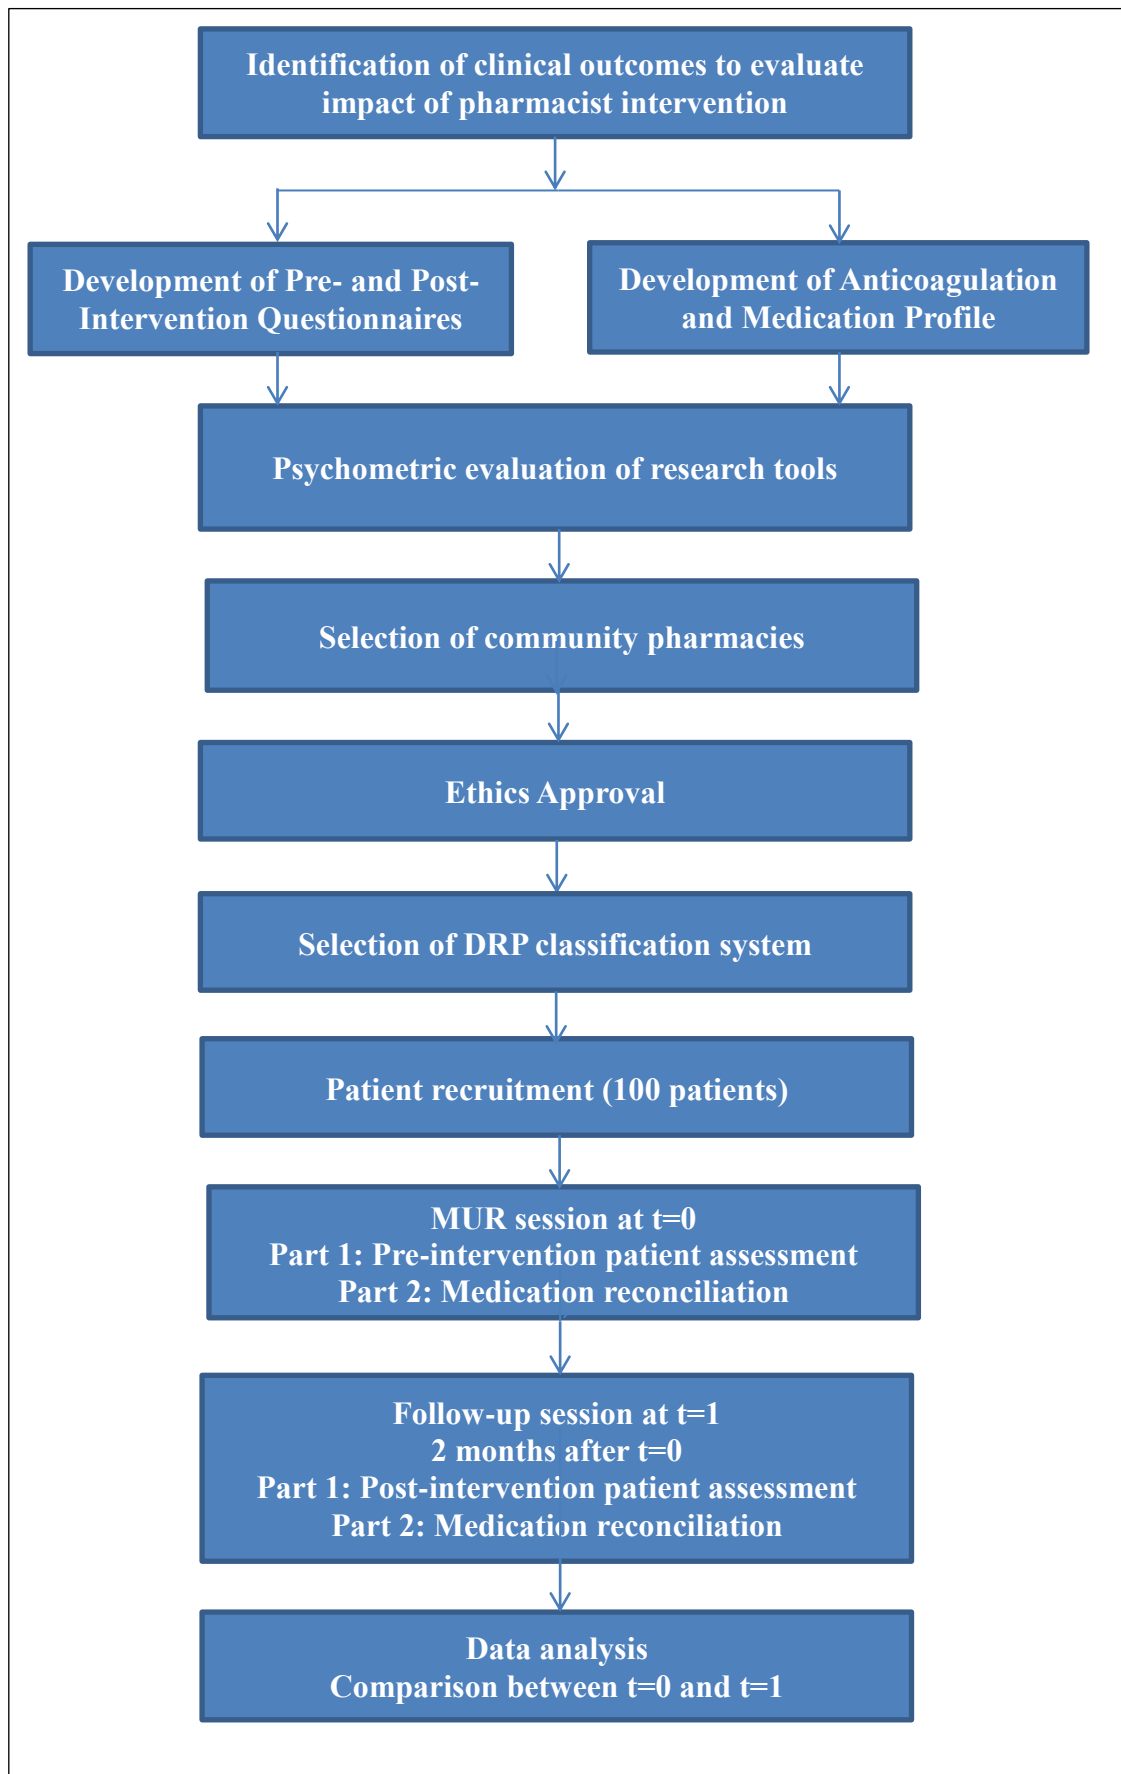 Identification of clinical outcomes to evaluate
impact of pharmacist intervention
Development of Pre- and Post-
Intervention Questionnaires
Development of Anticoagulation
and Medication Profile
Psychometric evaluation of research tools
Selection of community pharmacies
Ethics Approval
Selection of DRP classification system
Patient recruitment (100 patients)
MUR session at t=0
Part 1: Pre-intervention patient assessment
Part 2: Medication reconciliation
Follow-up session at t=1
2 months after t=0
Part 1: Post-intervention patient assessment
Part 2: Medication reconciliation
Data analysis
Comparison between t=0 and t=1